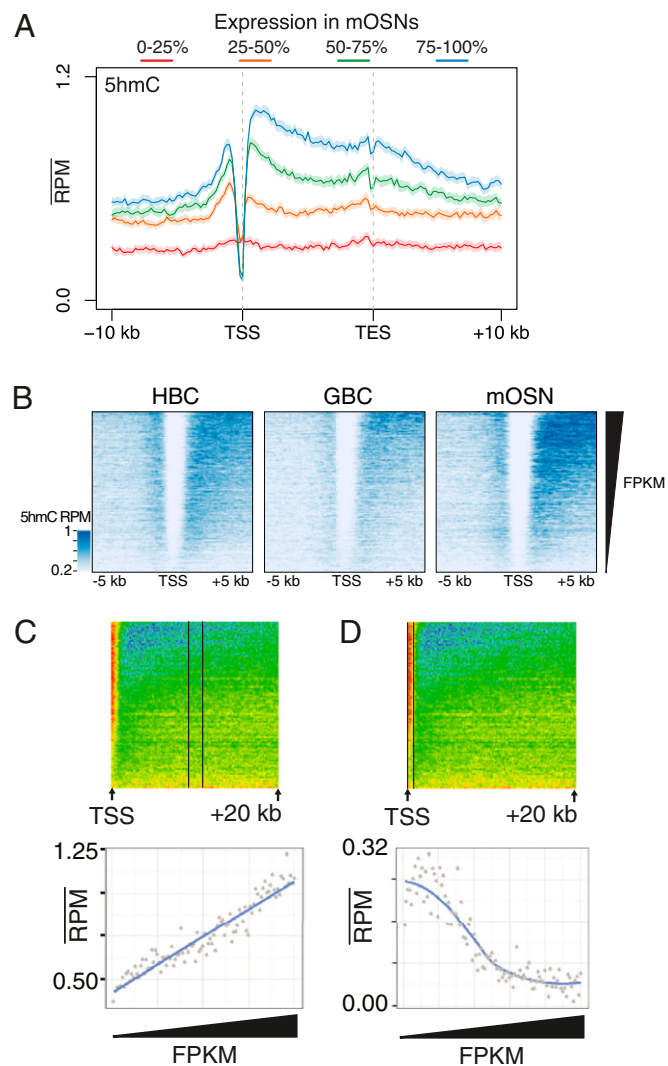 A
Expression in mOSNs
0-25% 25-50% 50-75% 75-100%
1.2
5hmC
RPM
0.0
−10 kb TSS TES +10 kb
B
HBC GBC mOSN
FPKM
5hmC RPM
1
0.2
-5 kb TSS +5 kb -5 kb TSS +5 kb -5 kb TSS +5 kb
C D
TSS +20 kb TSS +20 kb
1.25 0.32
RPM RPM
0.50 0.00
FPKM FPKM